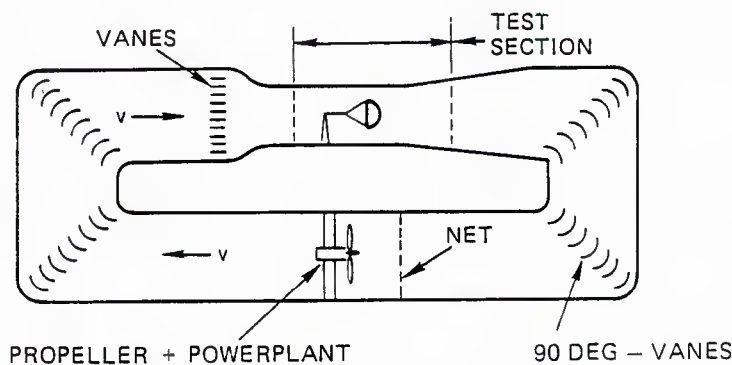 VANES
TEST
SECTION
V
V
NET
PROPELLER + POWERPLANT
90 DEG – VANES